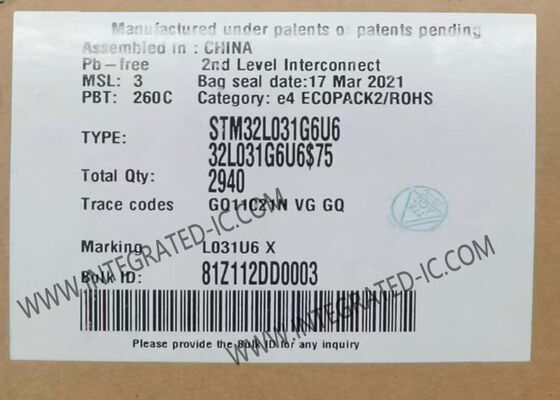 Manufactured under patents or patents pending
Assembled in : CHINA
Pb-free 2nd Level Interconnect
MSL: 3 Bag seal date:17 Mar 2021
PBT: 260C Category: e4 ECOPACK2/ROHS
TYPE: STM32L031G6U6
32L031G6U6$75
Total Qty: 2940
Trace codes GQ11C21N VG GQ
Marking L031U6 X
Bulk ID: 81Z112DD0003
Please provide the Bulk ID for any inquiry
WWW.INTEGRATED-IC.COM
WWW.INTEGRATED-IC.COM